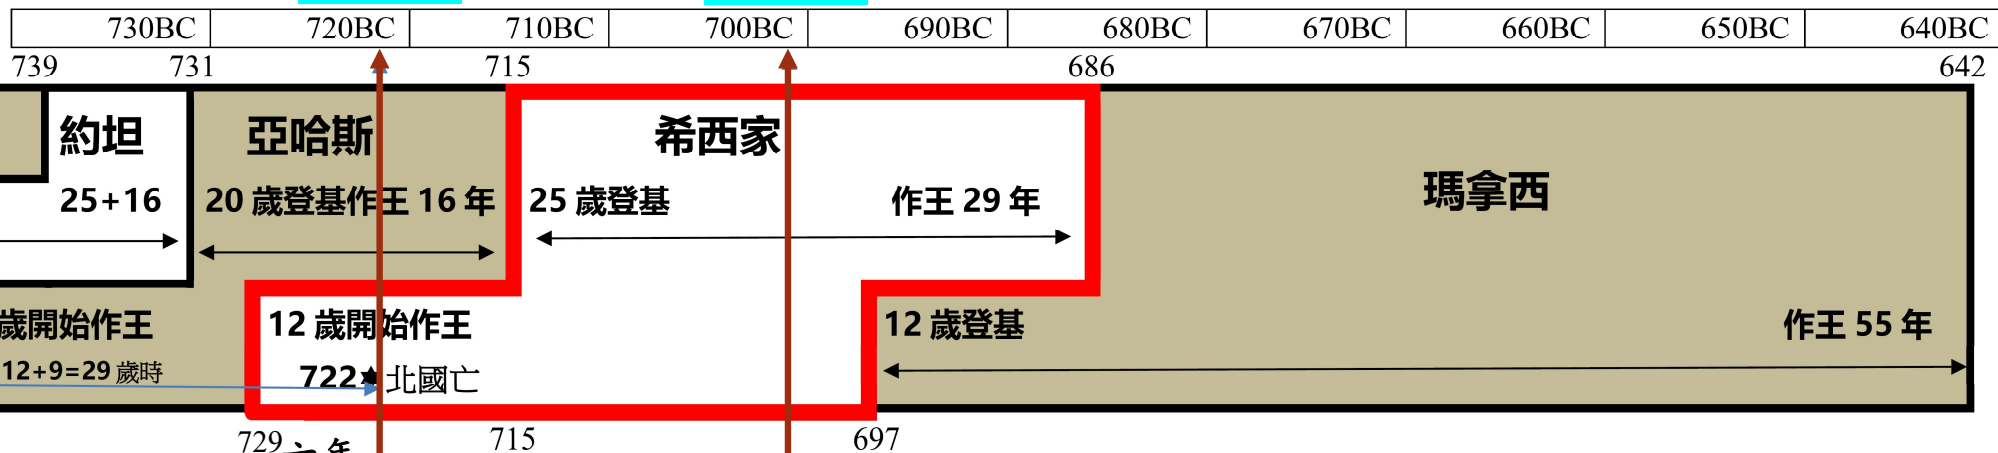 730BC 720BC 710BC 700BC 690BC 680BC 670BC 660BC 650BC 640BC
739 731 715 686 642
約坦 亞哈斯 希西家 瑪拿西
25+16 20 歲登基作王 16 年 25 歲登基 作王 29 年
歲開始作王 12 歲開始作王 12 歲登基 作王 55 年
12+9=29 歲時 722 北國亡
729 715 697